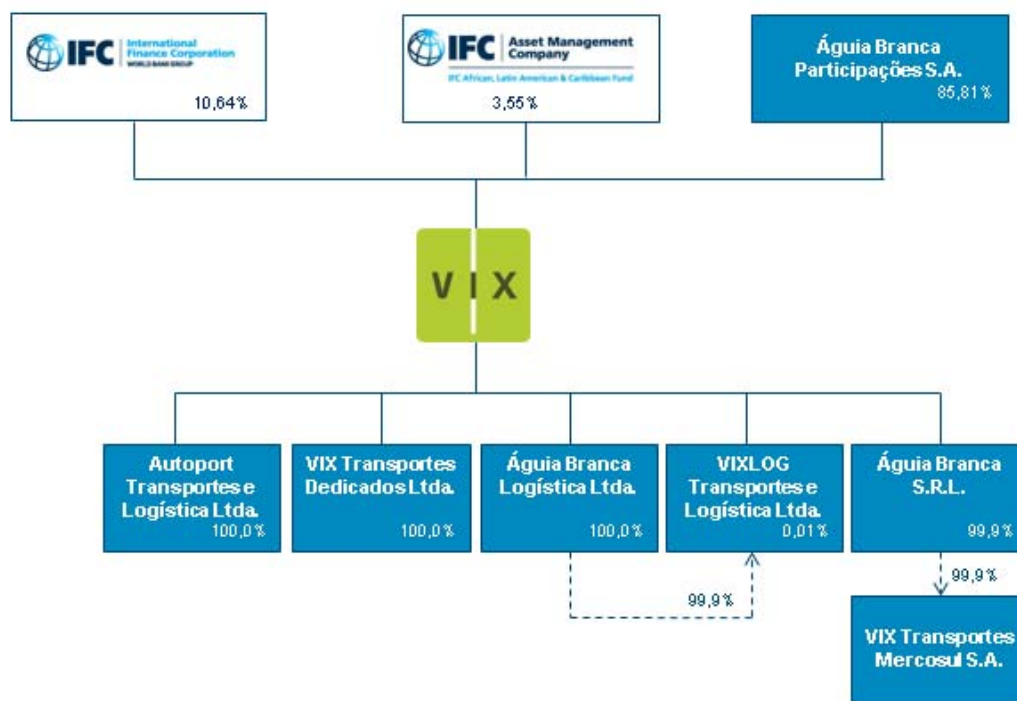 IFC
International
Finance Corporation
WORLD BANK GROUP
10,64%
IFC
Asset Management
Company
IFC African, Latin American & Caribbean Fund
3,55%
Águia Branca
Participações S.A.
85,81%
VIX
Autoport
Transportes e
Logística Ltda.
100,0%
VIX Transportes
Dedicados Ltda.
100,0%
Águia Branca
Logística Ltda.
100,0%
VIXLOG
Transportes e
Logística Ltda.
0,01%
Águia Branca
S.R.L.
99,9%
99,9%
99,9%
VIX Transportes
Mercosul S.A.